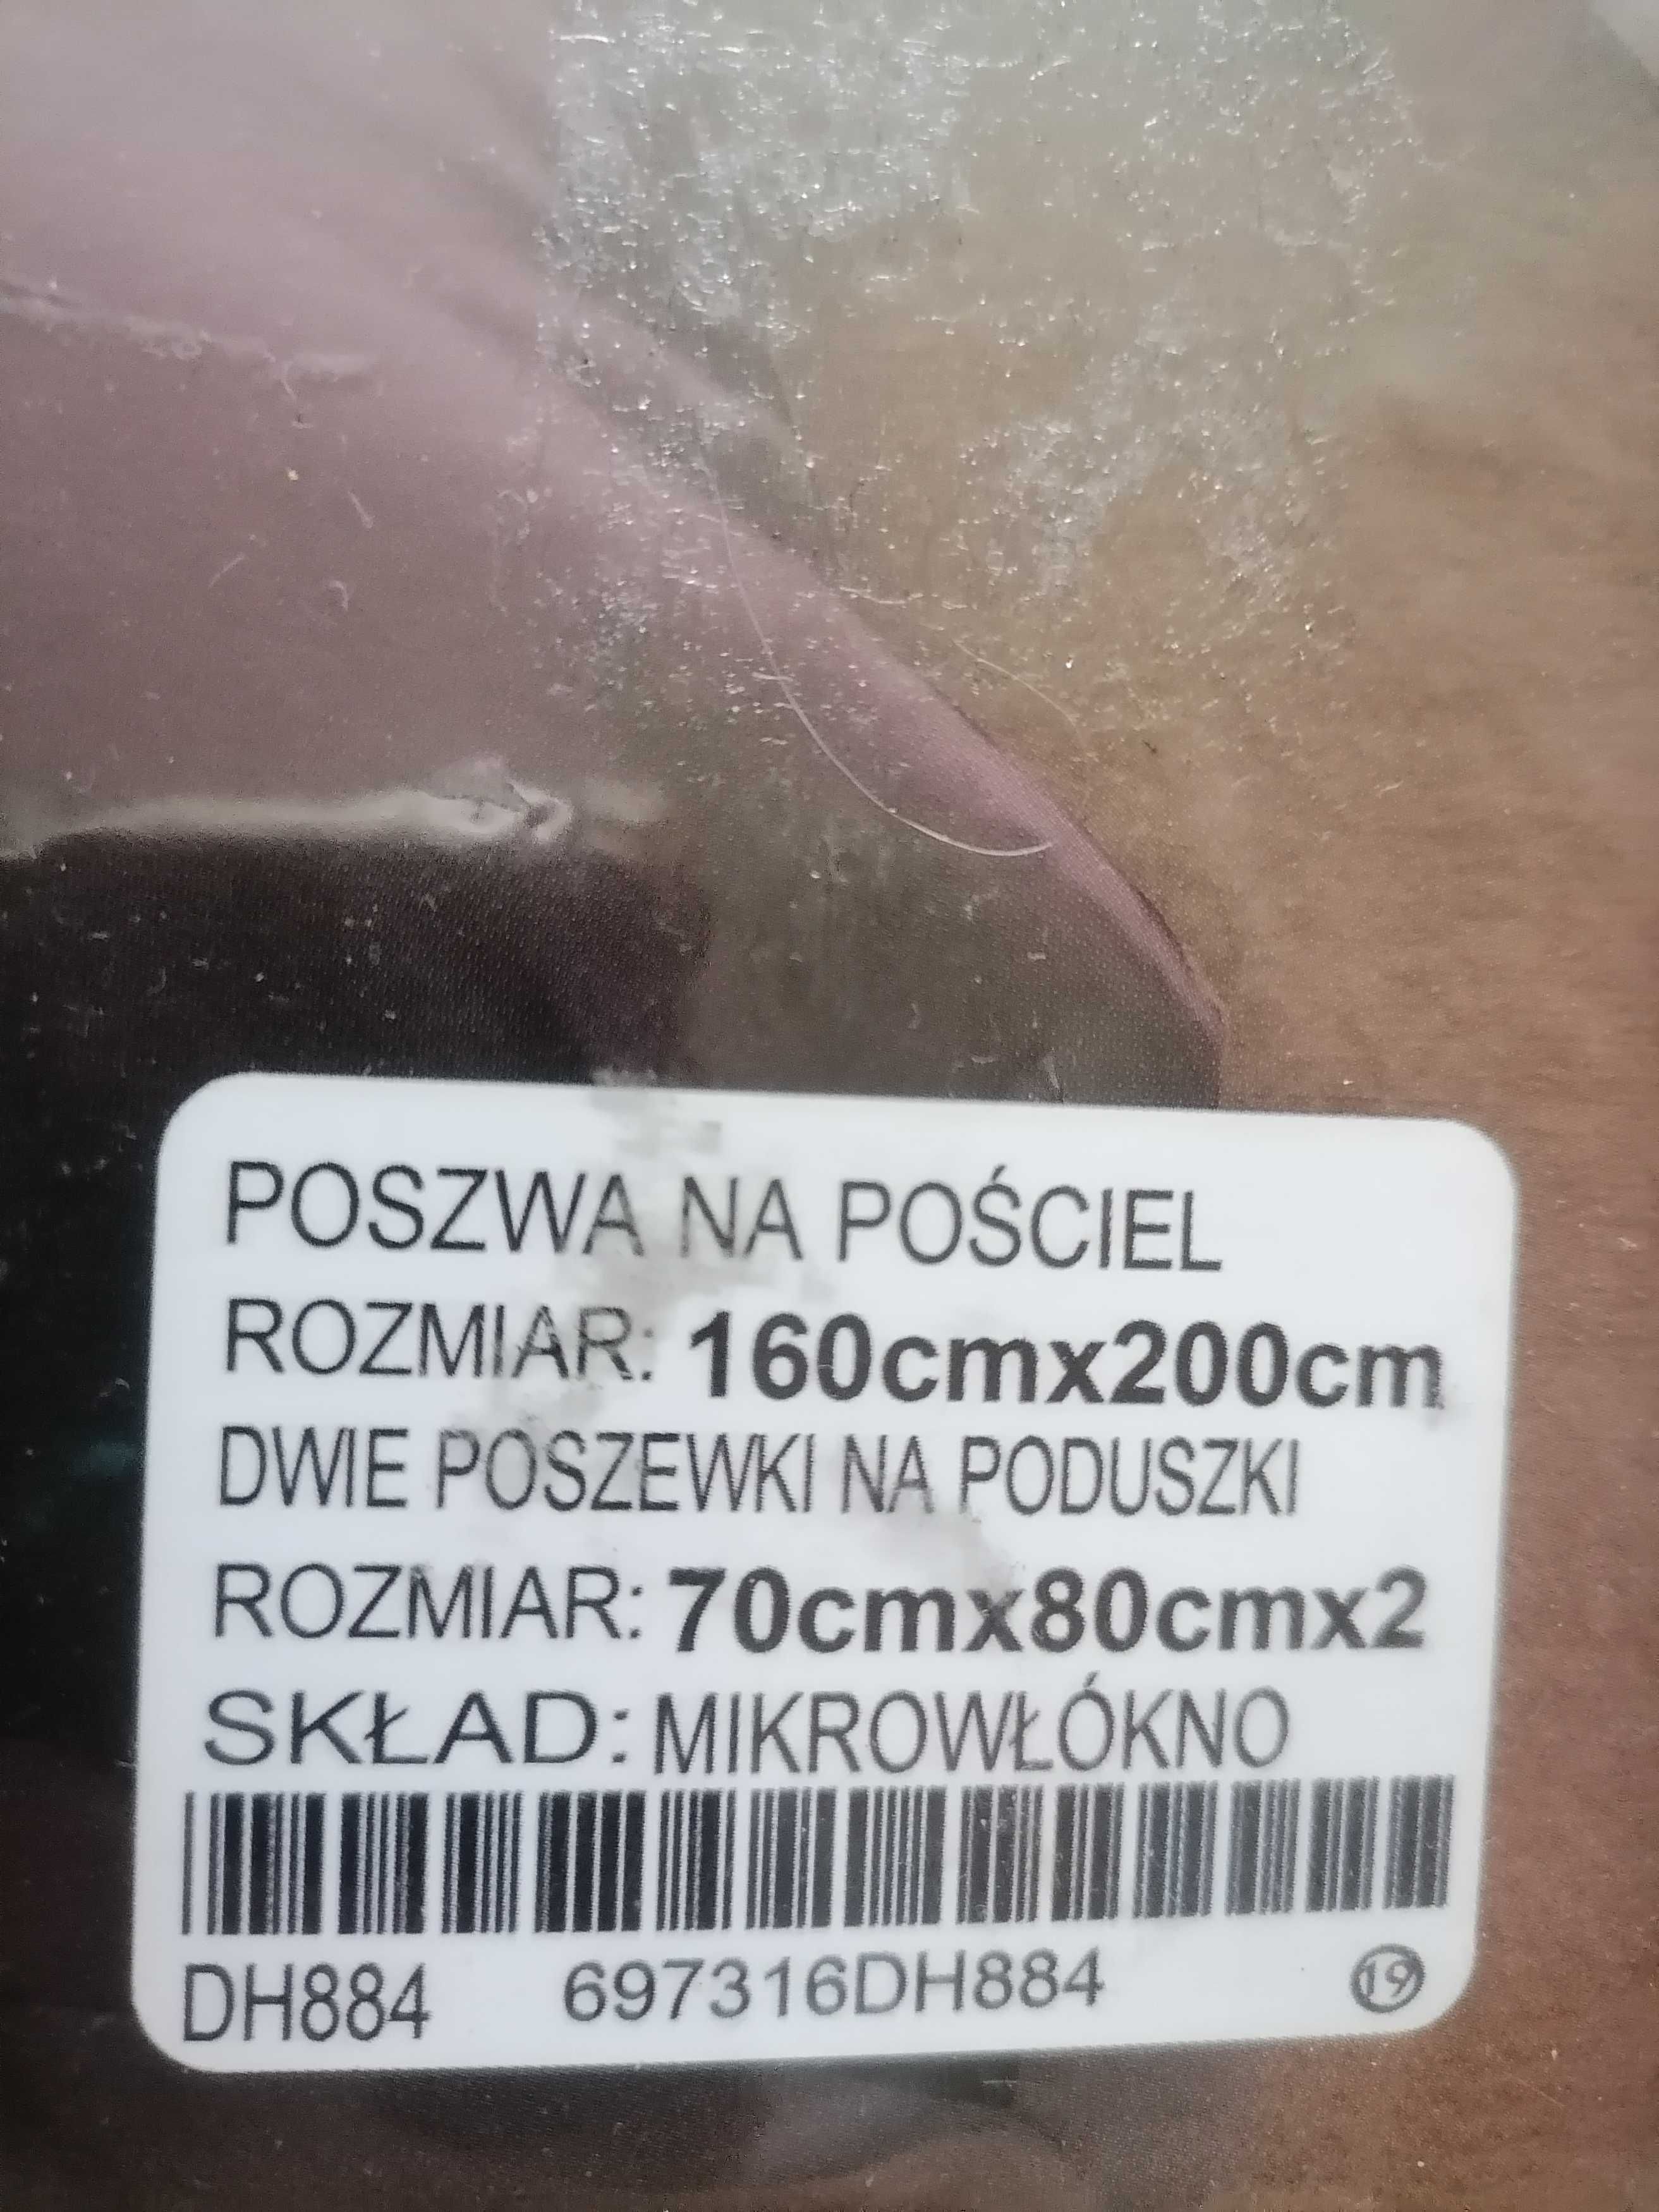 POSZWA NA POŚCIEL
ROZMIAR: 160cmx200cm
DWIE POSZEWKI NA PODUSZKI
ROZMIAR: 70cmx80cmx2
SKŁAD: MIKROWŁÓKNO
DH884 697316DH884 19